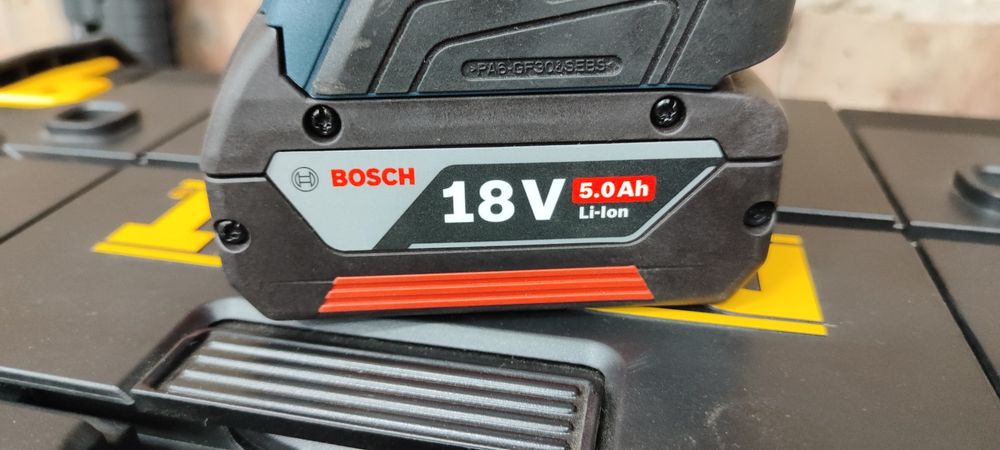 >PA6-GF30&SEBS<
BOSCH
18V
5.0Ah
Li-Ion